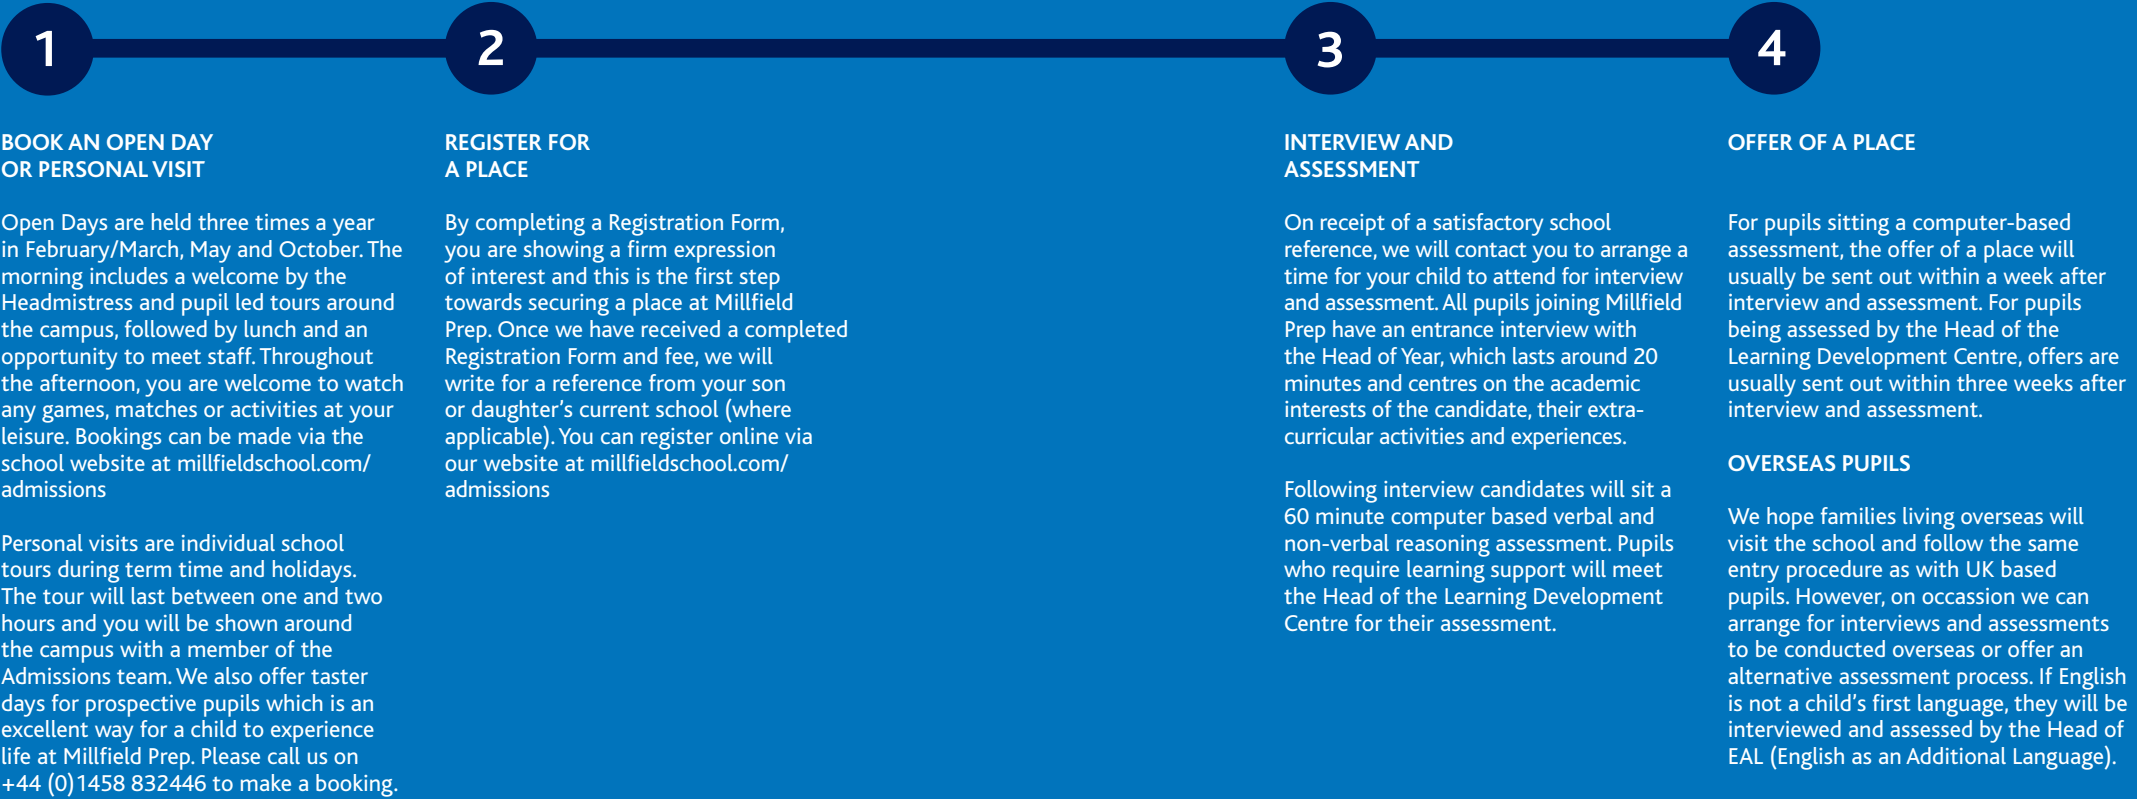 1
BOOK AN OPEN DAY
OR PERSONAL VISIT
Open Days are held three times a year
in February/March, May and October. The
morning includes a welcome by the
Headmistress and pupil led tours around
the campus, followed by lunch and an
opportunity to meet staff. Throughout
the afternoon, you are welcome to watch
any games, matches or activities at your
leisure. Bookings can be made via the
school website at millfieldschool.com/
admissions
Personal visits are individual school
tours during term time and holidays.
The tour will last between one and two
hours and you will be shown around
the campus with a member of the
Admissions team. We also offer taster
days for prospective pupils which is an
excellent way for a child to experience
life at Millfield Prep. Please call us on
+44 (0)1458 832446 to make a booking.
2
REGISTER FOR
A PLACE
By completing a Registration Form,
you are showing a firm expression
of interest and this is the first step
towards securing a place at Millfield
Prep. Once we have received a completed
Registration Form and fee, we will
write for a reference from your son
or daughter's current school (where
applicable). You can register online via
our website at millfieldschool.com/
admissions
3
INTERVIEW AND
ASSESSMENT
On receipt of a satisfactory school
reference, we will contact you to arrange a
time for your child to attend for interview
and assessment. All pupils joining Millfield
Prep have an entrance interview with
the Head of Year, which lasts around 20
minutes and centres on the academic
interests of the candidate, their extra-
curricular activities and experiences.
Following interview candidates will sit a
60 minute computer based verbal and
non-verbal reasoning assessment. Pupils
who require learning support will meet
the Head of the Learning Development
Centre for their assessment.
4
OFFER OF A PLACE
For pupils sitting a computer-based
assessment, the offer of a place will
usually be sent out within a week after
interview and assessment. For pupils
being assessed by the Head of the
Learning Development Centre, offers are
usually sent out within three weeks after
interview and assessment.
OVERSEAS PUPILS
We hope families living overseas will
visit the school and follow the same
entry procedure as with UK based
pupils. However, on occassion we can
arrange for interviews and assessments
to be conducted overseas or offer an
alternative assessment process. If English
is not a child's first language, they will be
interviewed and assessed by the Head of
EAL (English as an Additional Language).